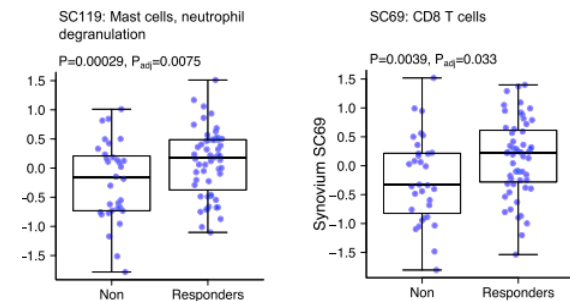 SC119: Mast cells, neutrophil
degranulation
P=0.00029, Padj=0.0075
1.5
1.0
0.5
0.0
−0.5
−1.0
−1.5
Non
Responders
SC69: CD8 T cells
P=0.0039, Padj=0.033
Synovium SC69
1.5
1.0
0.5
0.0
−0.5
−1.0
−1.5
Non
Responders